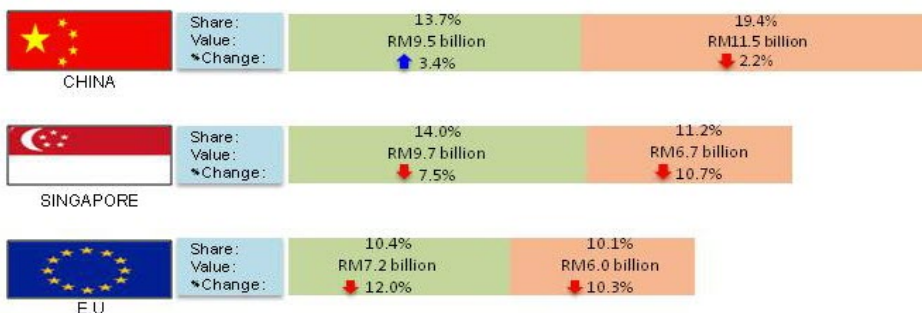 Share: 13.7% 19.4%
Value: RM9.5 billion RM11.5 billion
%Change: 3.4% 2.2%
CHINA
Share: 14.0% 11.2%
Value: RM9.7 billion RM6.7 billion
%Change: 7.5% 10.7%
SINGAPORE
Share: 10.4% 10.1%
Value: RM7.2 billion RM6.0 billion
%Change: 12.0% 10.3%
E U